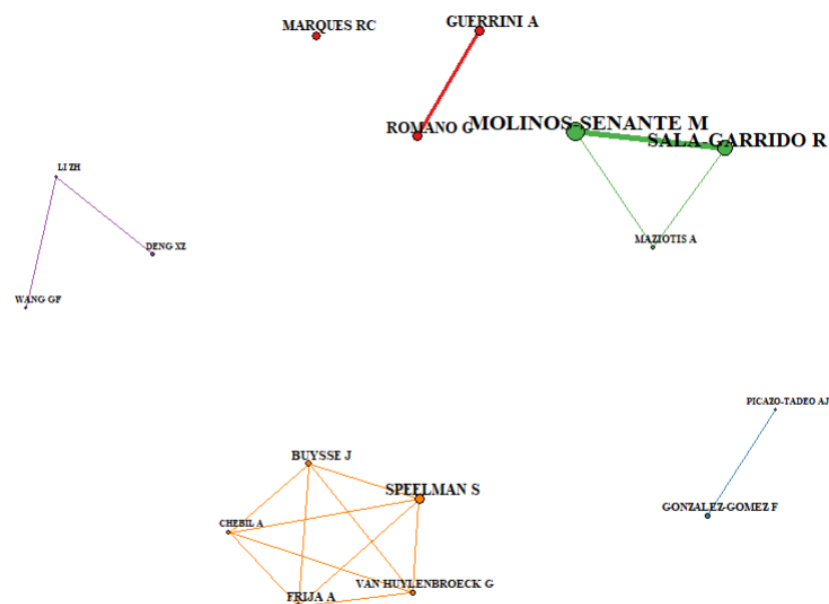 MARQUES RC
GUERRINI A
ROMANO G
MOLINOS-SENANTE M
SALA-GARRIDO R
LI ZH
DENG XZ
MAZIOTIS A
WANG GF
PICAZO-TADEO AJ
BUYSSE J
SPEELMAN S
GONZALEZ-GOMEZ F
CHEBIL A
VAN HUYLENBROECK G
FRIJA A